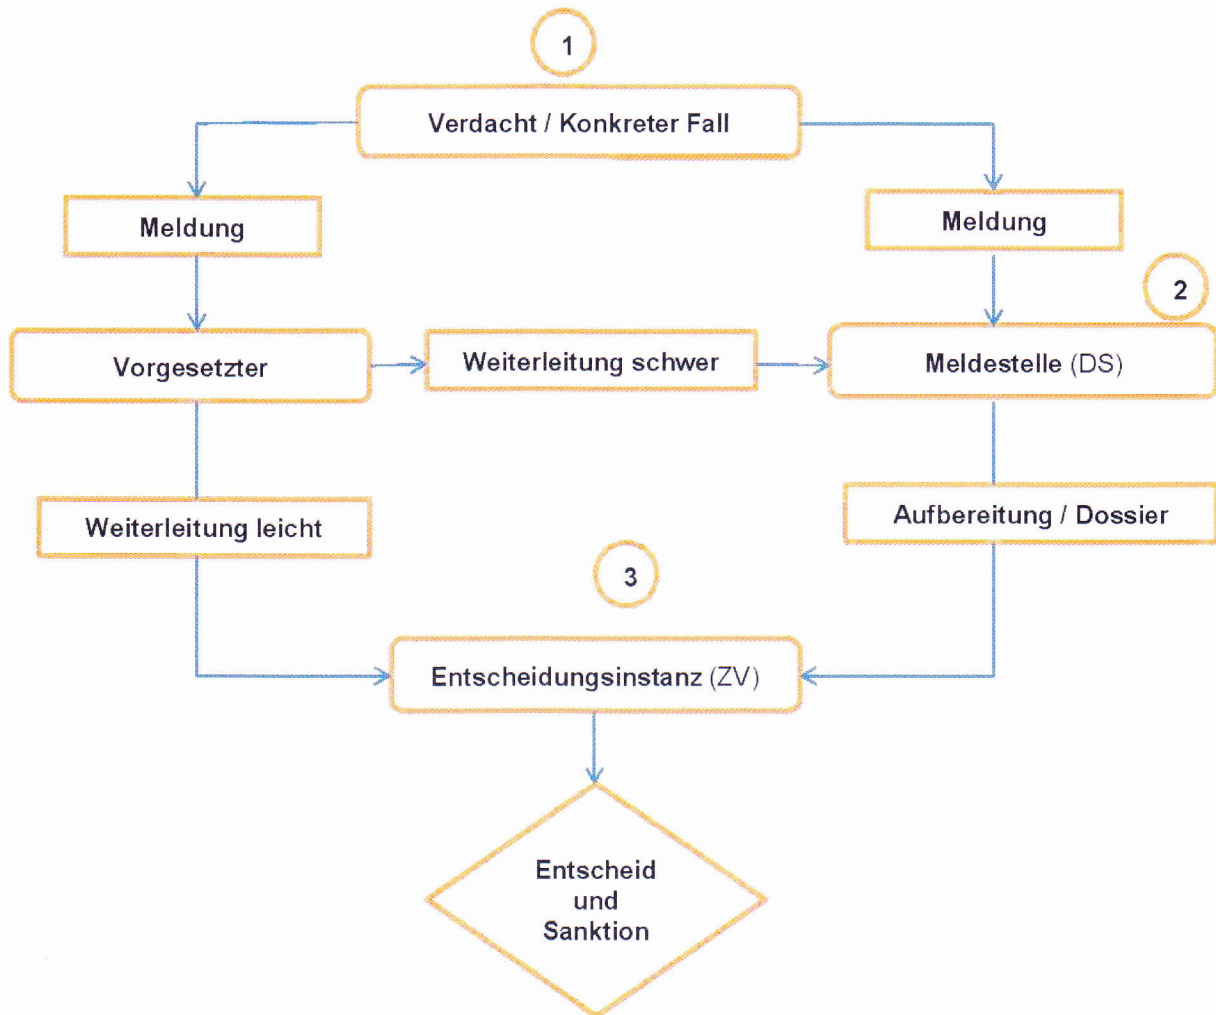 1
Verdacht / Konkreter Fall
Meldung
Meldung
2
Vorgesetzter
Weiterleitung schwer
Meldestelle (DS)
Weiterleitung leicht
Aufbereitung / Dossier
3
Entscheidungsinstanz (ZV)
Entscheid
und
Sanktion